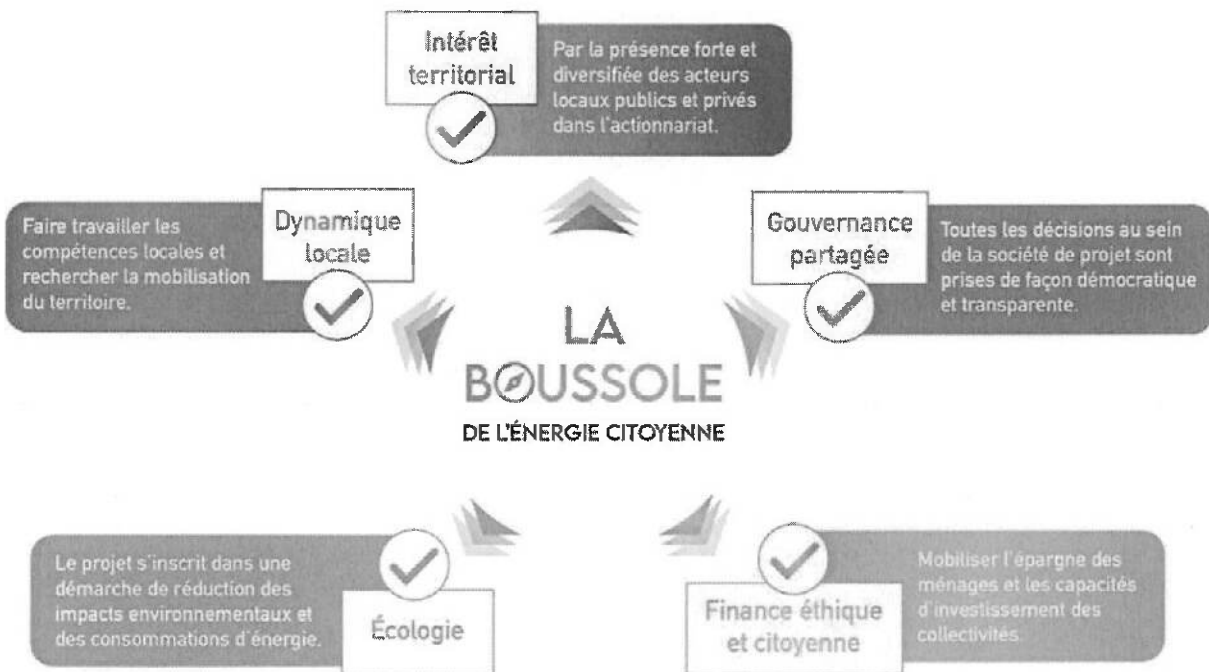 Intérêt
territorial
Par la présence forte et
diversifiée des acteurs
locaux publics et privés
dans l'actionnariat.
Faire travailler les
compétences locales et
rechercher la mobilisation
du territoire.
Dynamique
locale
Gouvernance
partagée
Toutes les décisions au sein
de la société de projet sont
prises de façon démocratique
et transparente.
LA
BOUSSOLE
DE L'ÉNERGIE CITOYENNE
Le projet s'inscrit dans une
démarche de réduction des
impacts environnementaux et
des consommations d'énergie.
Écologie
Finance éthique
et citoyenne
Mobiliser l'épargne des
ménages et les capacités
d'investissement des
collectivités.